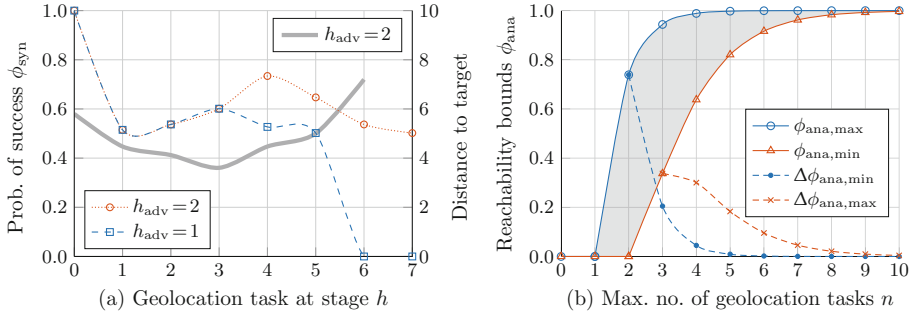 Prob. of success ϕsyn
1.0
0.8
0.6
0.4
0.2
0.0
0 1 2 3 4 5 6 7
10
8
6
4
2
0
Distance to target
hadv = 2
hadv = 2
hadv = 1
(a) Geolocation task at stage h
Reachability bounds ϕana
1.0
0.8
0.6
0.4
0.2
0.0
0 1 2 3 4 5 6 7 8 9 10
ϕana,max
ϕana,min
Δϕana,min
Δϕana,max
(b) Max. no. of geolocation tasks n